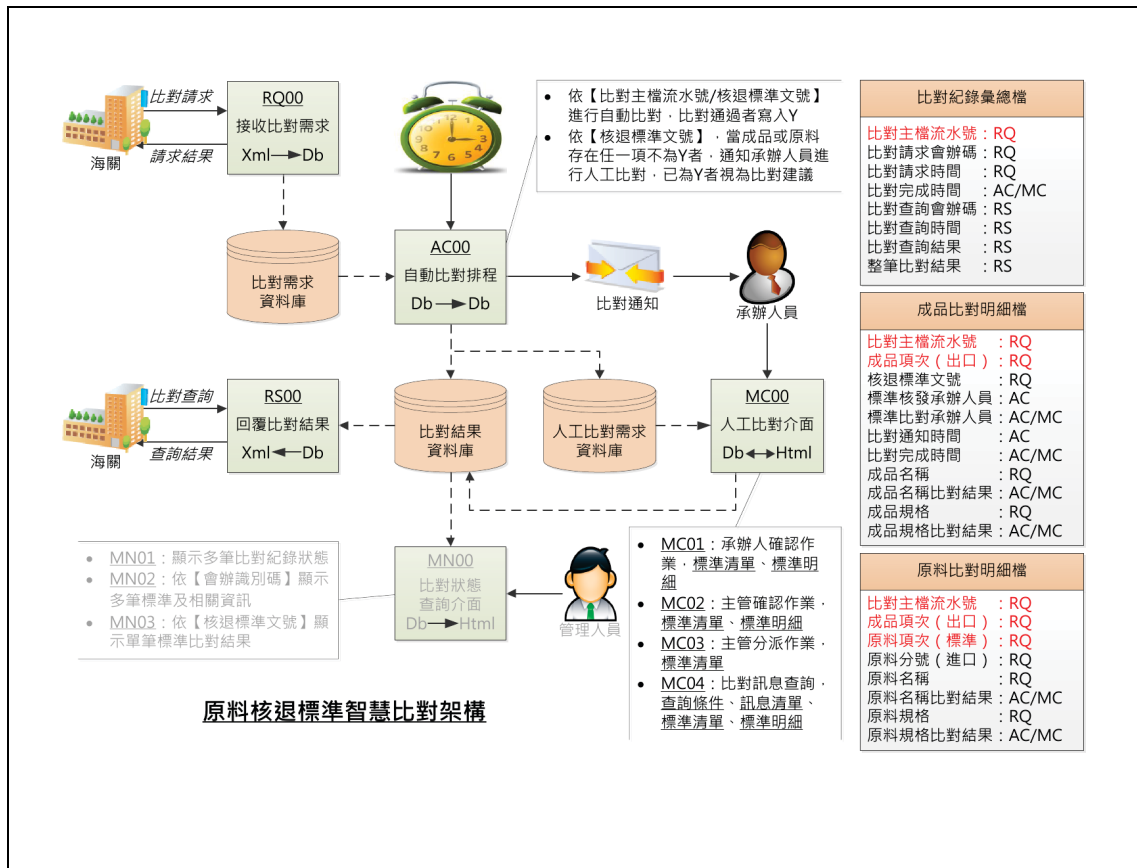 比對請求
請求結果
海關
RQ00
接收比對需求
Xml Db
比對需求
資料庫
AC00
自動比對排程
Db Db
• 依【比對主檔流水號/核退標準文號】
進行自動比對，比對通過者寫入Y
• 依【核退標準文號】，當成品或原料
存在任一項不為Y者，通知承辦人員進
行人工比對，已為Y者視為比對建議
比對通知
承辦人員
比對查詢
查詢結果
海關
RS00
回覆比對結果
Xml Db
比對結果
資料庫
人工比對需求
資料庫
MC00
人工比對介面
Db Html
• MN01：顯示多筆比對紀錄狀態
• MN02：依【會辦識別碼】顯示
多筆標準及相關資訊
• MN03：依【核退標準文號】顯
示單筆標準比對結果
MN00
比對狀態
查詢介面
Db Html
管理人員
• MC01：承辦人確認作
業，標準清單、標準明
細
• MC02：主管確認作業，
標準清單、標準明細
• MC03：主管分派作業，
標準清單
• MC04：比對訊息查詢，
查詢條件、訊息清單、
標準清單、標準明細
原料核退標準智慧比對架構
比對紀錄彙總檔
比對主檔流水號：RQ
比對請求會辦碼：RQ
比對請求時間：RQ
比對完成時間：AC/MC
比對查詢會辦碼：RS
比對查詢時間：RS
比對查詢結果：RS
整筆比對結果：RS
成品比對明細檔
比對主檔流水號：RQ
成品項次（出口）：RQ
核退標準文號：RQ
標準核發承辦人員：AC
標準比對承辦人員：AC/MC
比對通知時間：AC
比對完成時間：AC/MC
成品名稱：RQ
成品名稱比對結果：AC/MC
成品規格：RQ
成品規格比對結果：AC/MC
原料比對明細檔
比對主檔流水號：RQ
成品項次（出口）：RQ
原料項次（標準）：RQ
原料分號（進口）：RQ
原料名稱：RQ
原料名稱比對結果：AC/MC
原料規格：RQ
原料規格比對結果：AC/MC